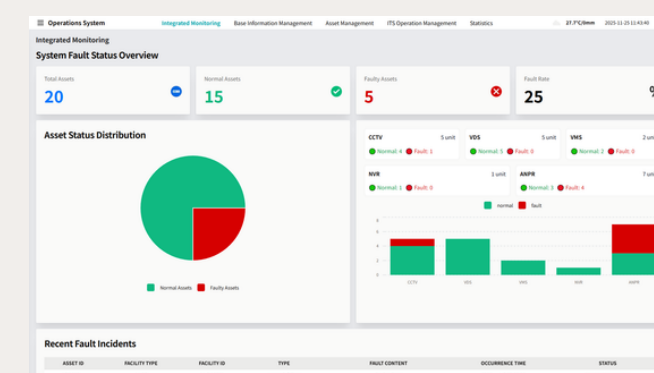 Operations System Integrated Monitoring Base Information Management Asset Management ITS Operation Management Statistics 27.7°C/0mm 2025-11-25 11:43:40
Integrated Monitoring
System Fault Status Overview
Total Assets Normal Assets Faulty Assets Fault Rate
20 15 5 25 %
Asset Status Distribution
CCTV 5 unit VDS 5 unit VMS 2 uni
Normal: 4 Fault: 1 Normal: 5 Fault: 0 Normal: 2 Fault: 0
NVR 1 unit ANPR 7 uni
Normal: 1 Fault: 0 Normal: 3 Fault: 4
normal fault
8
6
4
2
0
CCTV VDS VMS NVR ANPR
Normal Assets Faulty Assets
Recent Fault Incidents
ASSET ID FACILITY TYPE FACILITY ID TYPE FAULT CONTENT OCCURRENCE TIME STATUS